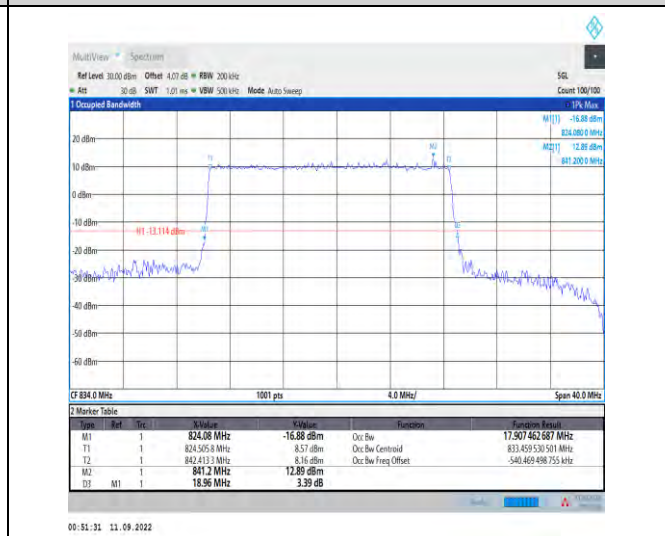 MultiView Spectrum
Ref Level 30.00 dBm Offset 4.07 dB RBW 200 kHz SGL
Att 30 dB SWT 1.01 ms VBW 500 kHz Mode Auto Sweep Count 100/100
1 Occupied Bandwidth 1Pk Max
M1[1] -16.88 dBm
824.080 0 MHz
M2[1] 12.89 dBm
841.200 0 MHz
20 dBm
10 dBm
0 dBm
-10 dBm
H1 -13.114 dBm
-20 dBm
-30 dBm
-40 dBm
-50 dBm
-60 dBm
M2
T1
T2
M1
D3
CF 834.0 MHz 1001 pts 4.0 MHz/ Span 40.0 MHz
2 Marker Table
Type Ref Trc X-Value Y-Value Function Function Result
M1 1 824.08 MHz -16.88 dBm Occ Bw 17.907 462 687 MHz
T1 1 824.505 8 MHz 8.57 dBm Occ Bw Centroid 833.459 530 501 MHz
T2 1 842.413 3 MHz 8.16 dBm Occ Bw Freq Offset -540.469 498 755 kHz
M2 1 841.2 MHz 12.89 dBm
D3 M1 1 18.96 MHz 3.39 dB
00:51:31 11.09.2022